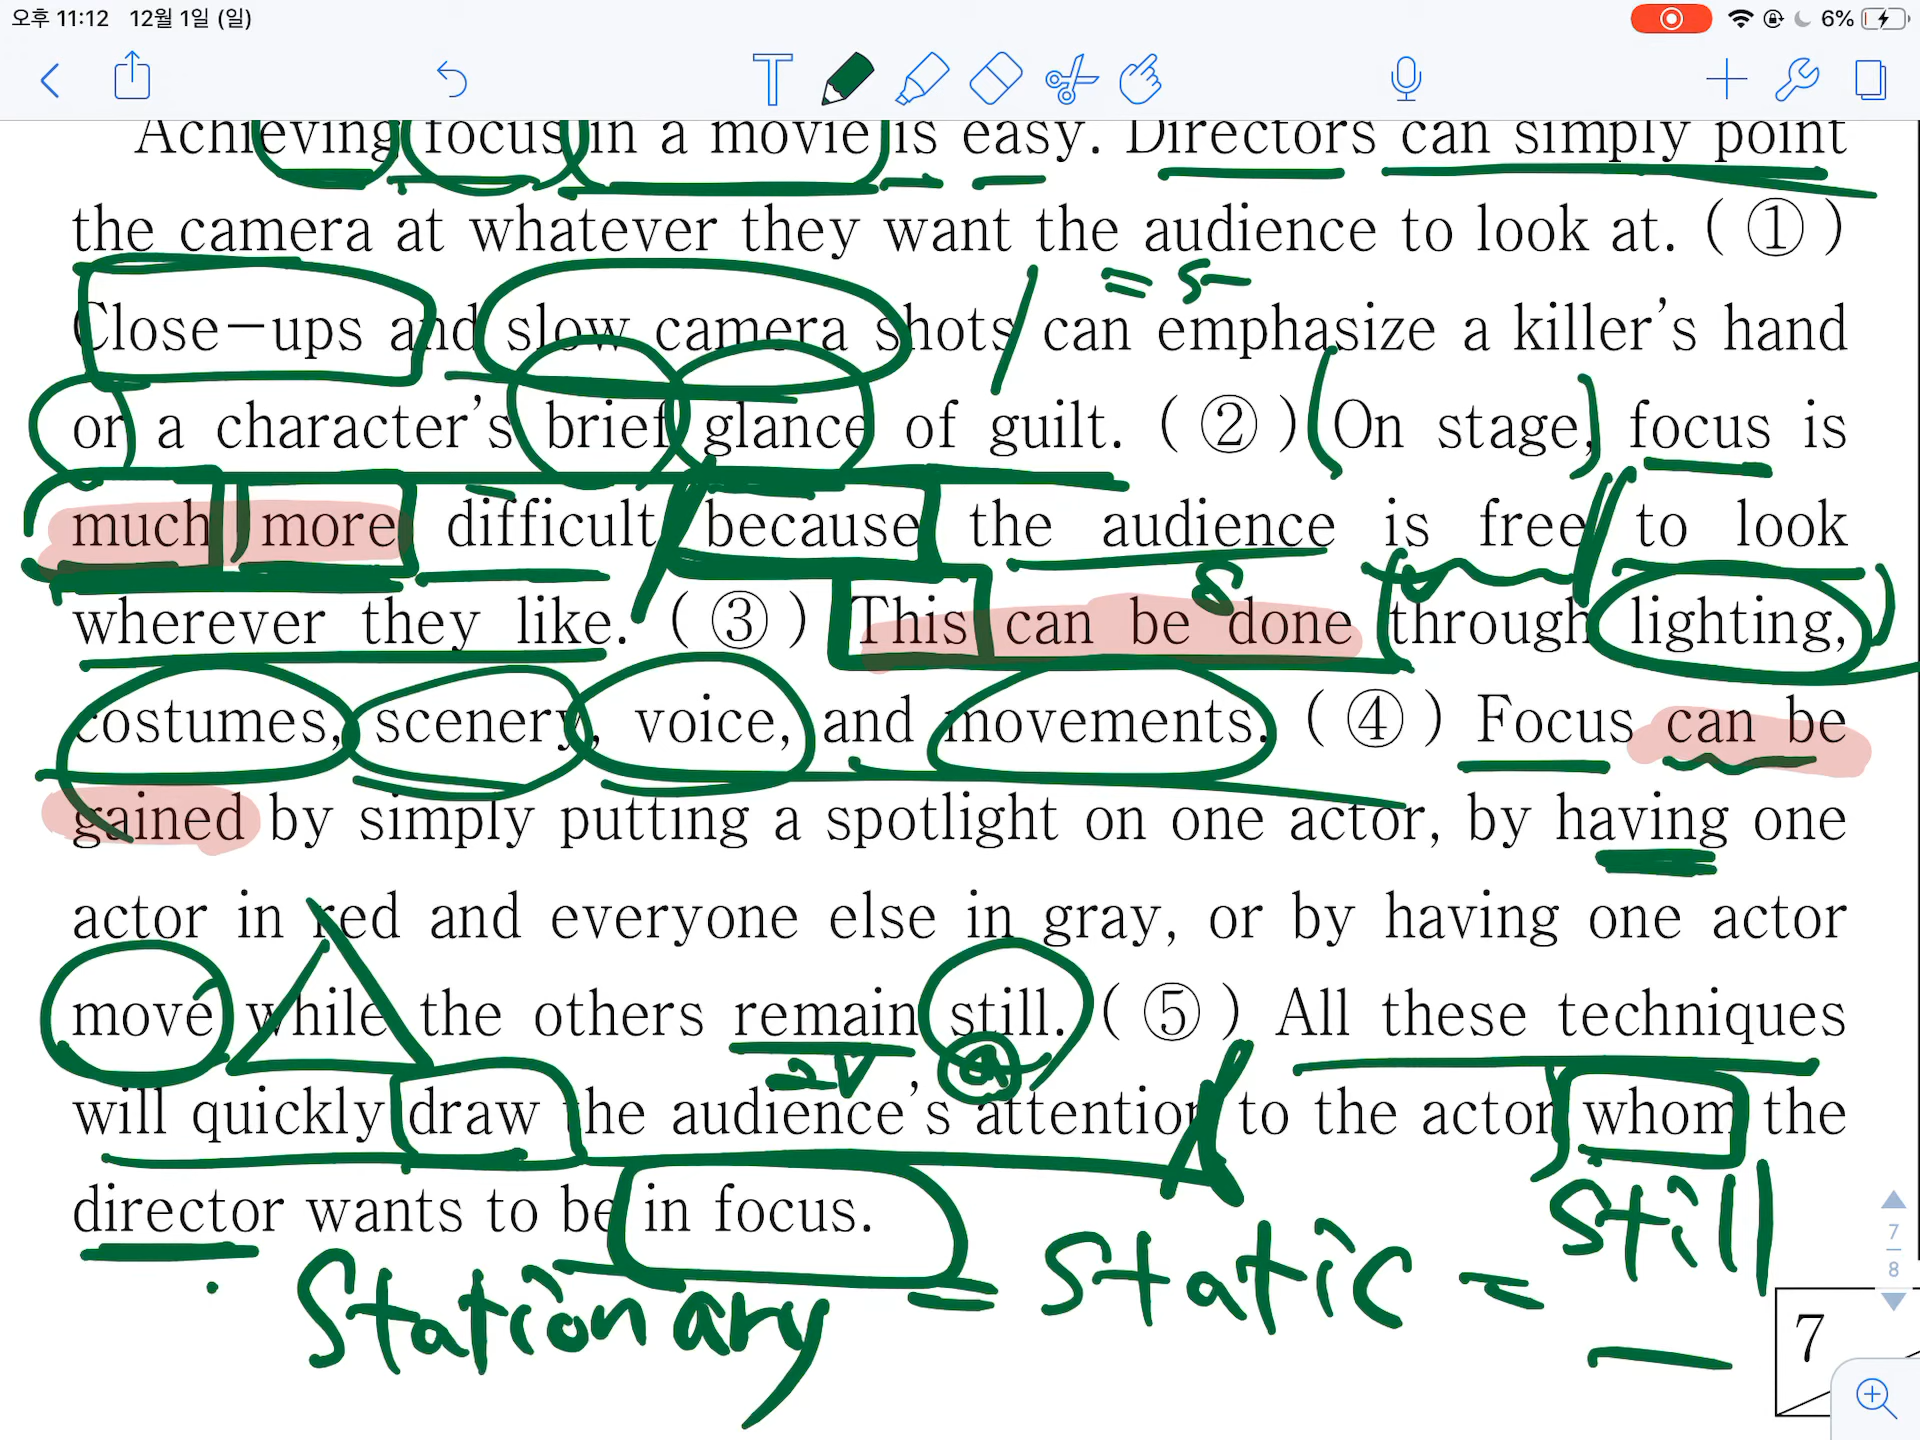 오후 11:12 12월 1일 (일) 6%
T
Achieving focus in a movie is easy. Directors can simply point
the camera at whatever they want the audience to look at. ( ① )
Close-ups and slow camera shots can emphasize a killer's hand
or a character's brief glance of guilt. ( ② ) On stage, focus is
much more difficult because the audience is free to look
wherever they like. ( ③ ) This can be done through lighting,
costumes, scenery, voice, and movements. ( ④ ) Focus can be
gained by simply putting a spotlight on one actor, by having one
actor in red and everyone else in gray, or by having one actor
move while the others remain still. ( ⑤ ) All these techniques
2V ⓐ
will quickly draw the audience's attention to the actor whom the
director wants to be in focus.
Stationary = Static = Still
7
8
7